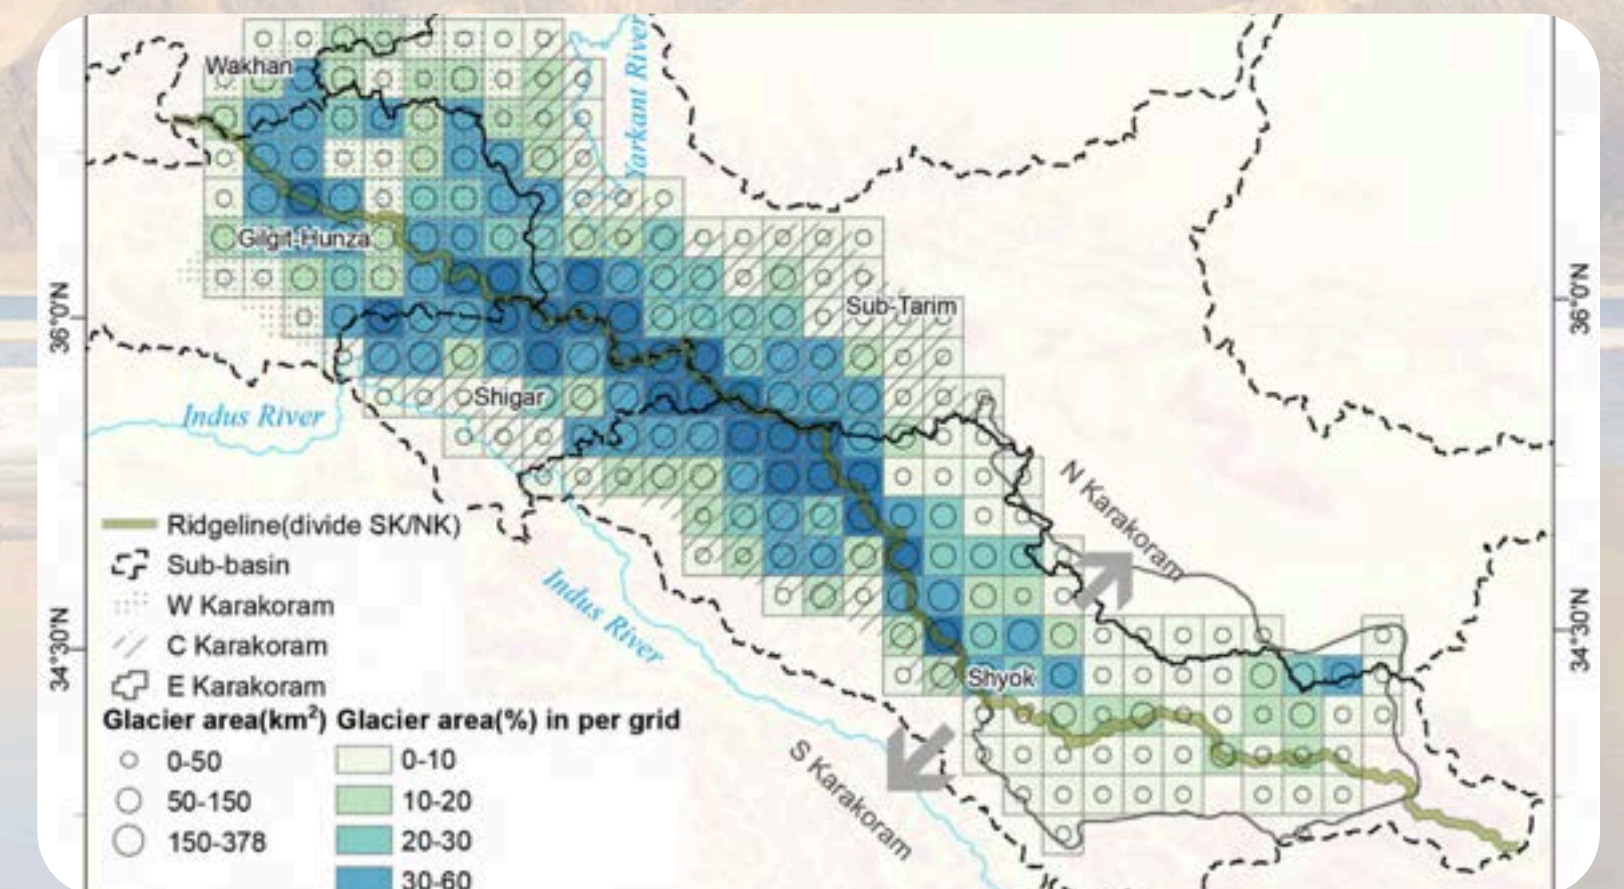 Wakhan
Yarkant River
Gilgit-Hunza
36°0'N
36°0'N
Sub-Tarim
Shigar
Indus River
N Karakoram
Ridgeline(divide SK/NK)
Sub-basin
W Karakoram
C Karakoram
E Karakoram
Indus River
34°30'N
34°30'N
Shyok
S Karakoram
Glacier area(km²) Glacier area(%) in per grid
0-50 0-10
50-150 10-20
150-378 20-30
30-60